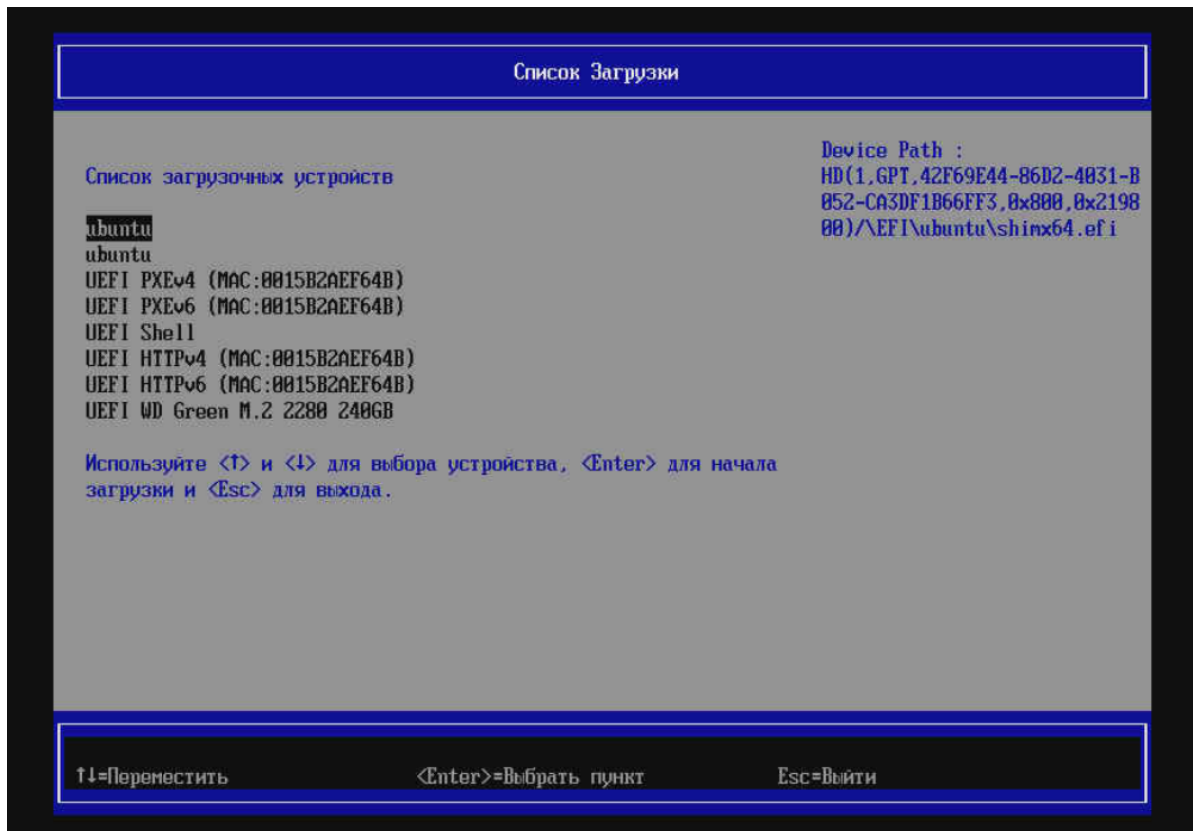 Список Загрузки
Список загрузочных устройств
ubuntu
ubuntu
UEFI PXEv4 (MAC:0015B2AEF64B)
UEFI PXEv6 (MAC:0015B2AEF64B)
UEFI Shell
UEFI HTTPv4 (MAC:0015B2AEF64B)
UEFI HTTPv6 (MAC:0015B2AEF64B)
UEFI WD Green M.2 2280 240GB
Используйте <↑> и <↓> для выбора устройства, <Enter> для начала
загрузки и <Esc> для выхода.
Device Path :
HD(1,GPT,42F69E44-86D2-4031-B
052-CA3DF1B66FF3,0x800,0x2198
00)/\EFI\ubuntu\shimx64.efi
↑↓=Переместить
<Enter>=Выбрать пункт
Esc=Выйти